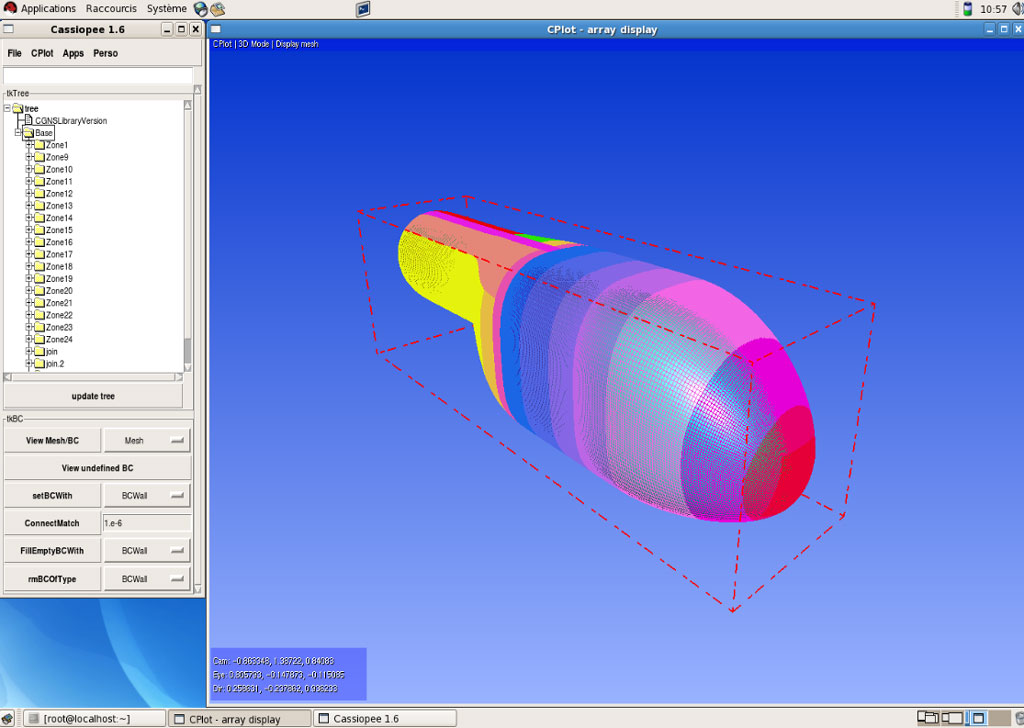 Applications Raccourcis Système 10:57
Cassiopee 1.6
CPlot - array display
File CPlot Apps Perso
CPlot | 3D Mode | Display mesh
tkTree
tree
CGNSLibraryVersion
Base
Zone1
Zone9
Zone10
Zone11
Zone12
Zone13
Zone14
Zone15
Zone16
Zone17
Zone18
Zone19
Zone20
Zone21
Zone22
Zone23
Zone24
join
join.2
update tree
tkBC
View Mesh/BC Mesh
View undefined BC
setBCWith BCWall
ConnectMatch 1.e-6
FillEmptyBCWith BCWall
rmBCOfType BCWall
Cam: -0.863348, 1.38722, 0.84083
Eye: 0.805733, -0.147873, -0.115085
Dir: 0.256831, -0.237862, 0.936233
[root@localhost:~] CPlot - array display Cassiopee 1.6